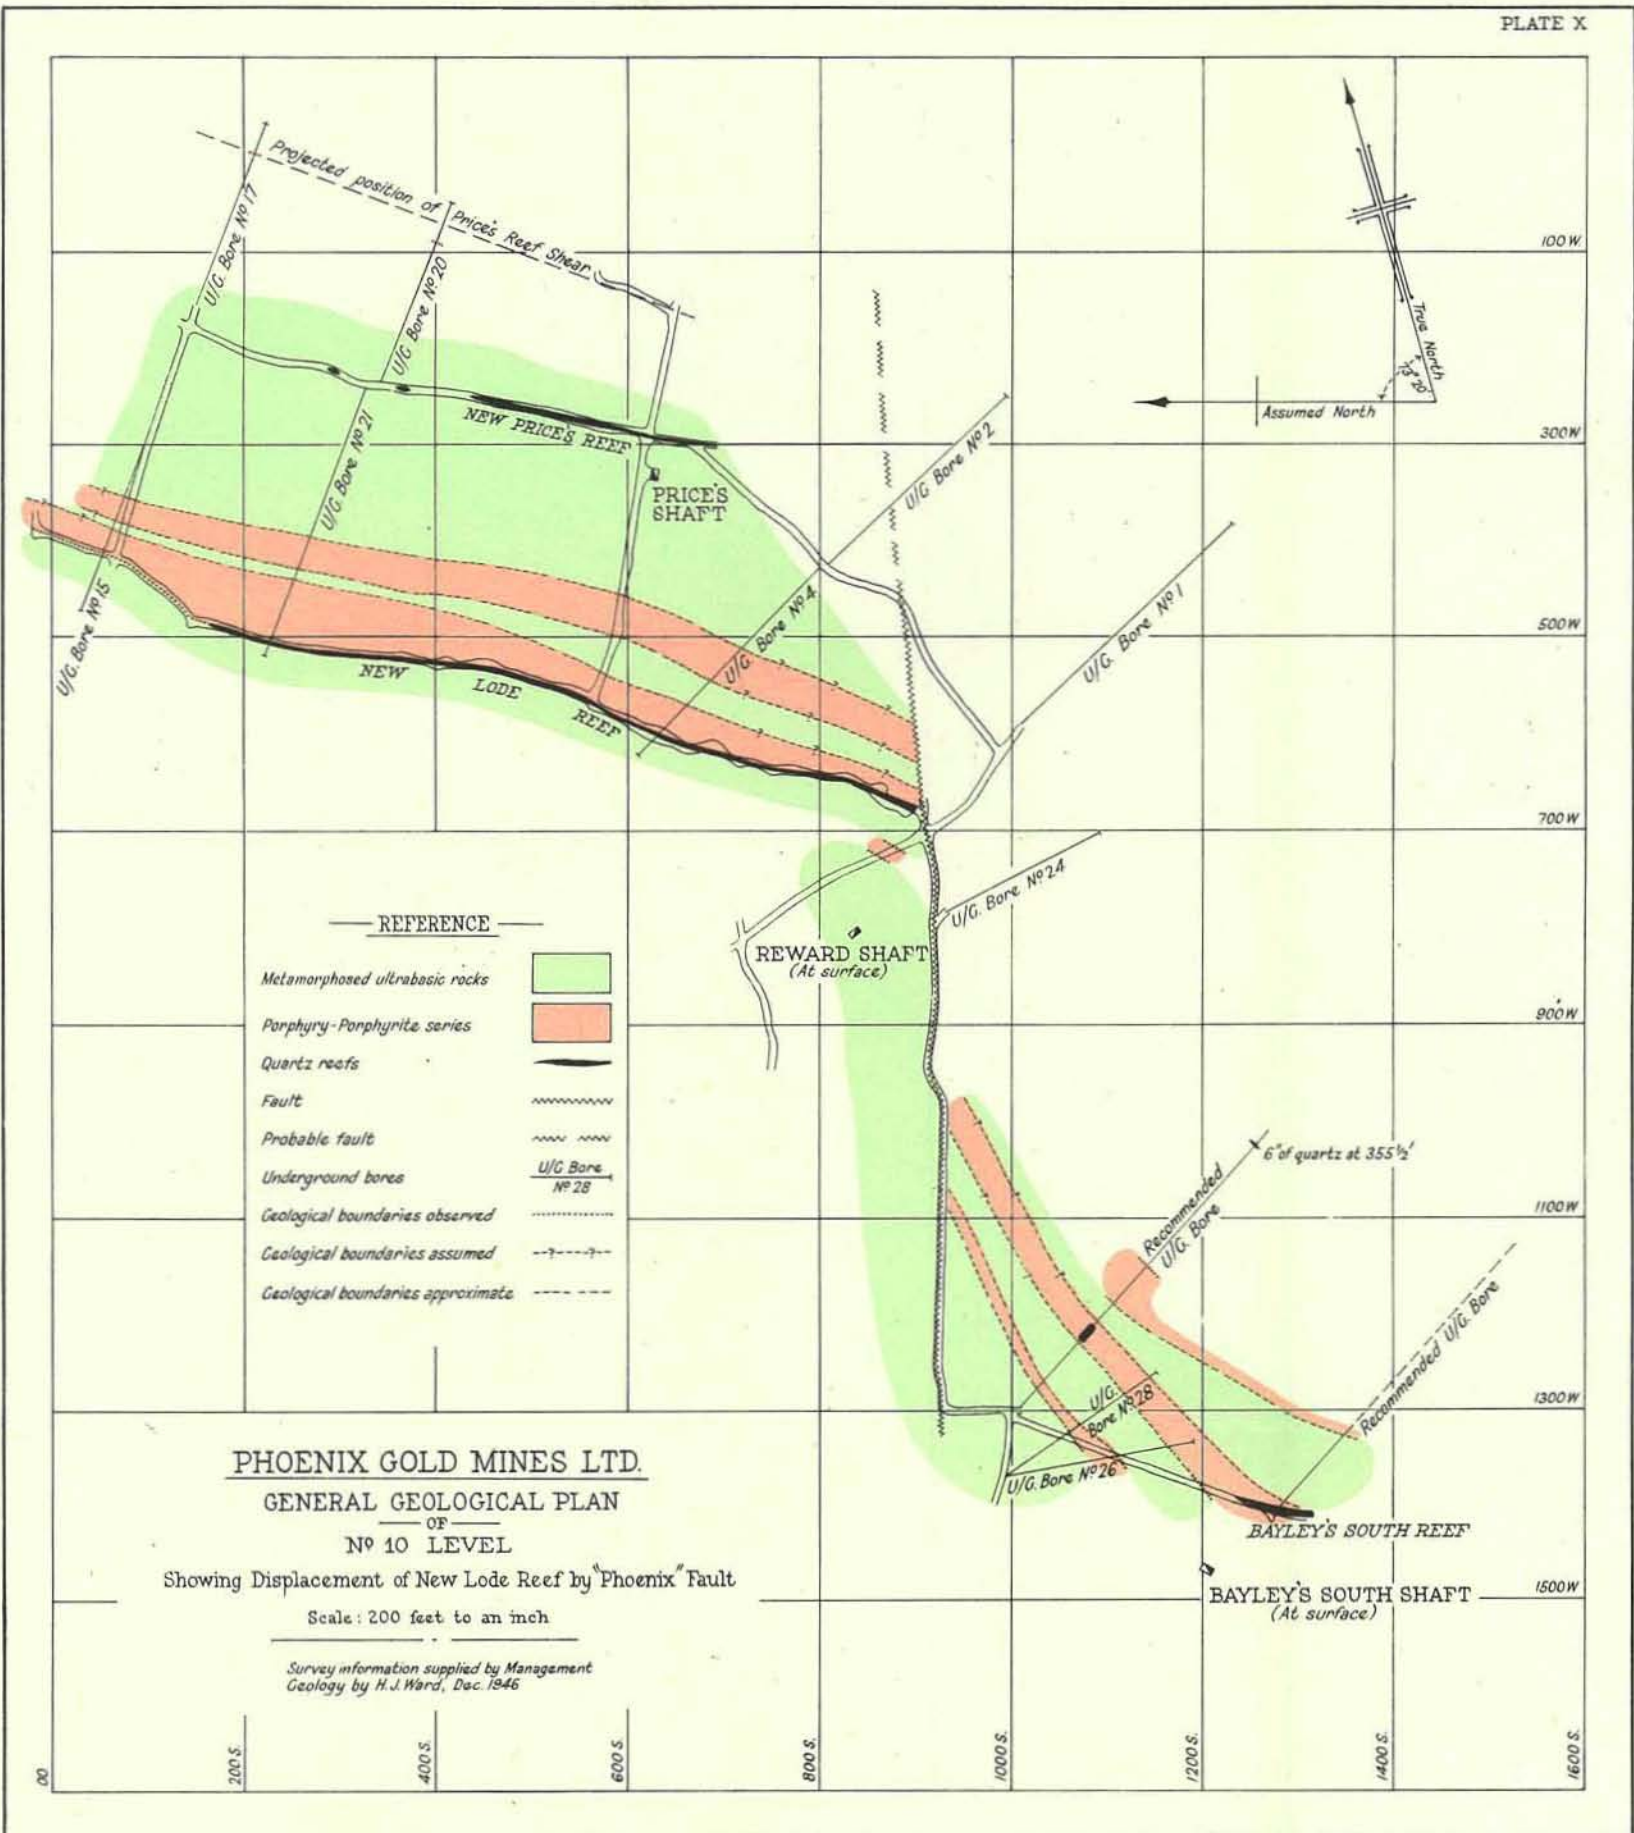 PLATE X
Projected position of Price's Reef Shear
U/G. Bore Nº 17
U/G. Bore Nº 20
100 W.
True North
73° 20'
Assumed North
NEW PRICE'S REEF
300W
U/G. Bore Nº 21
U/G. Bore Nº 2
PRICE'S
SHAFT
U/G. Bore Nº 15
U/G. Bore Nº 4
U/G. Bore Nº 1
500W
NEW LODE REEF
700W
U/G. Bore Nº 24
REWARD SHAFT
(At surface)
900W
REFERENCE
Metamorphosed ultrabasic rocks
Porphyry-Porphyrite series
Quartz reefs
Fault
Probable fault
Underground bores
U/G Bore
Nº 28
Geological boundaries observed
Geological boundaries assumed
--?----?--
Geological boundaries approximate
6" of quartz at 355½'
Recommended
U/G. Bore
1100W
Recommended U/G. Bore
1300W
U/G.
Bore Nº 28
U/G. Bore Nº 26
BAYLEY'S SOUTH REEF
BAYLEY'S SOUTH SHAFT
(At surface)
1500W
PHOENIX GOLD MINES LTD.
GENERAL GEOLOGICAL PLAN
OF
Nº 10 LEVEL
Showing Displacement of New Lode Reef by "Phoenix" Fault
Scale: 200 feet to an inch
Survey information supplied by Management
Geology by H.J. Ward, Dec. 1946
00
200 S.
400 S.
600 S.
800 S.
1000 S.
1200 S.
1400 S.
1600 S.